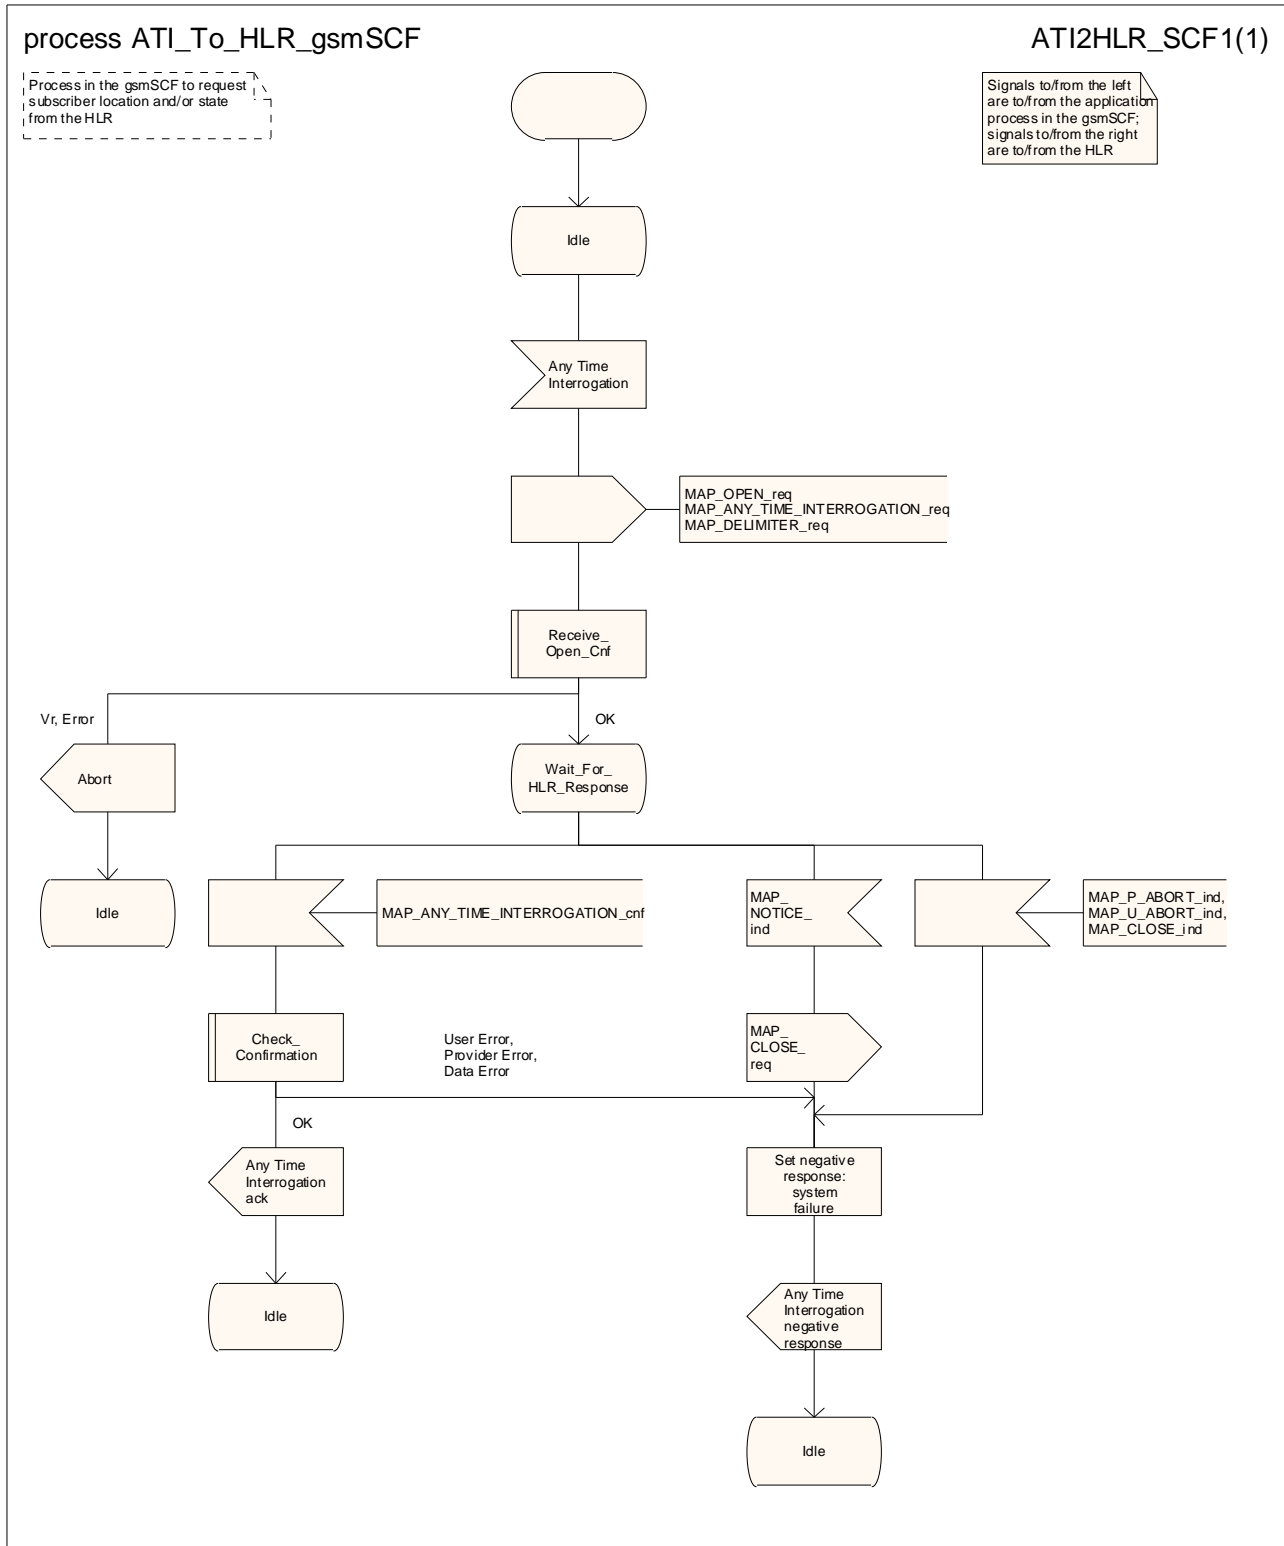 process ATI_To_HLR_gsmSCF
ATI2HLR_SCF1(1)
Process in the gsmSCF to request
subscriber location and/or state
from the HLR
Signals to/from the left
are to/from the application
process in the gsmSCF;
signals to/from the right
are to/from the HLR
Idle
Any Time
Interrogation
MAP_OPEN_req
MAP_ANY_TIME_INTERROGATION_req
MAP_DELIMITER_req
Receive_
Open_Cnf
Vr, Error
OK
Abort
Wait_For_
HLR_Response
Idle
MAP_ANY_TIME_INTERROGATION_cnf
MAP_
NOTICE_
ind
MAP_P_ABORT_ind,
MAP_U_ABORT_ind,
MAP_CLOSE_ind
Check_
Confirmation
User Error,
Provider Error,
Data Error
MAP_
CLOSE_
req
OK
Any Time
Interrogation
ack
Set negative
response:
system
failure
Idle
Any Time
Interrogation
negative
response
Idle